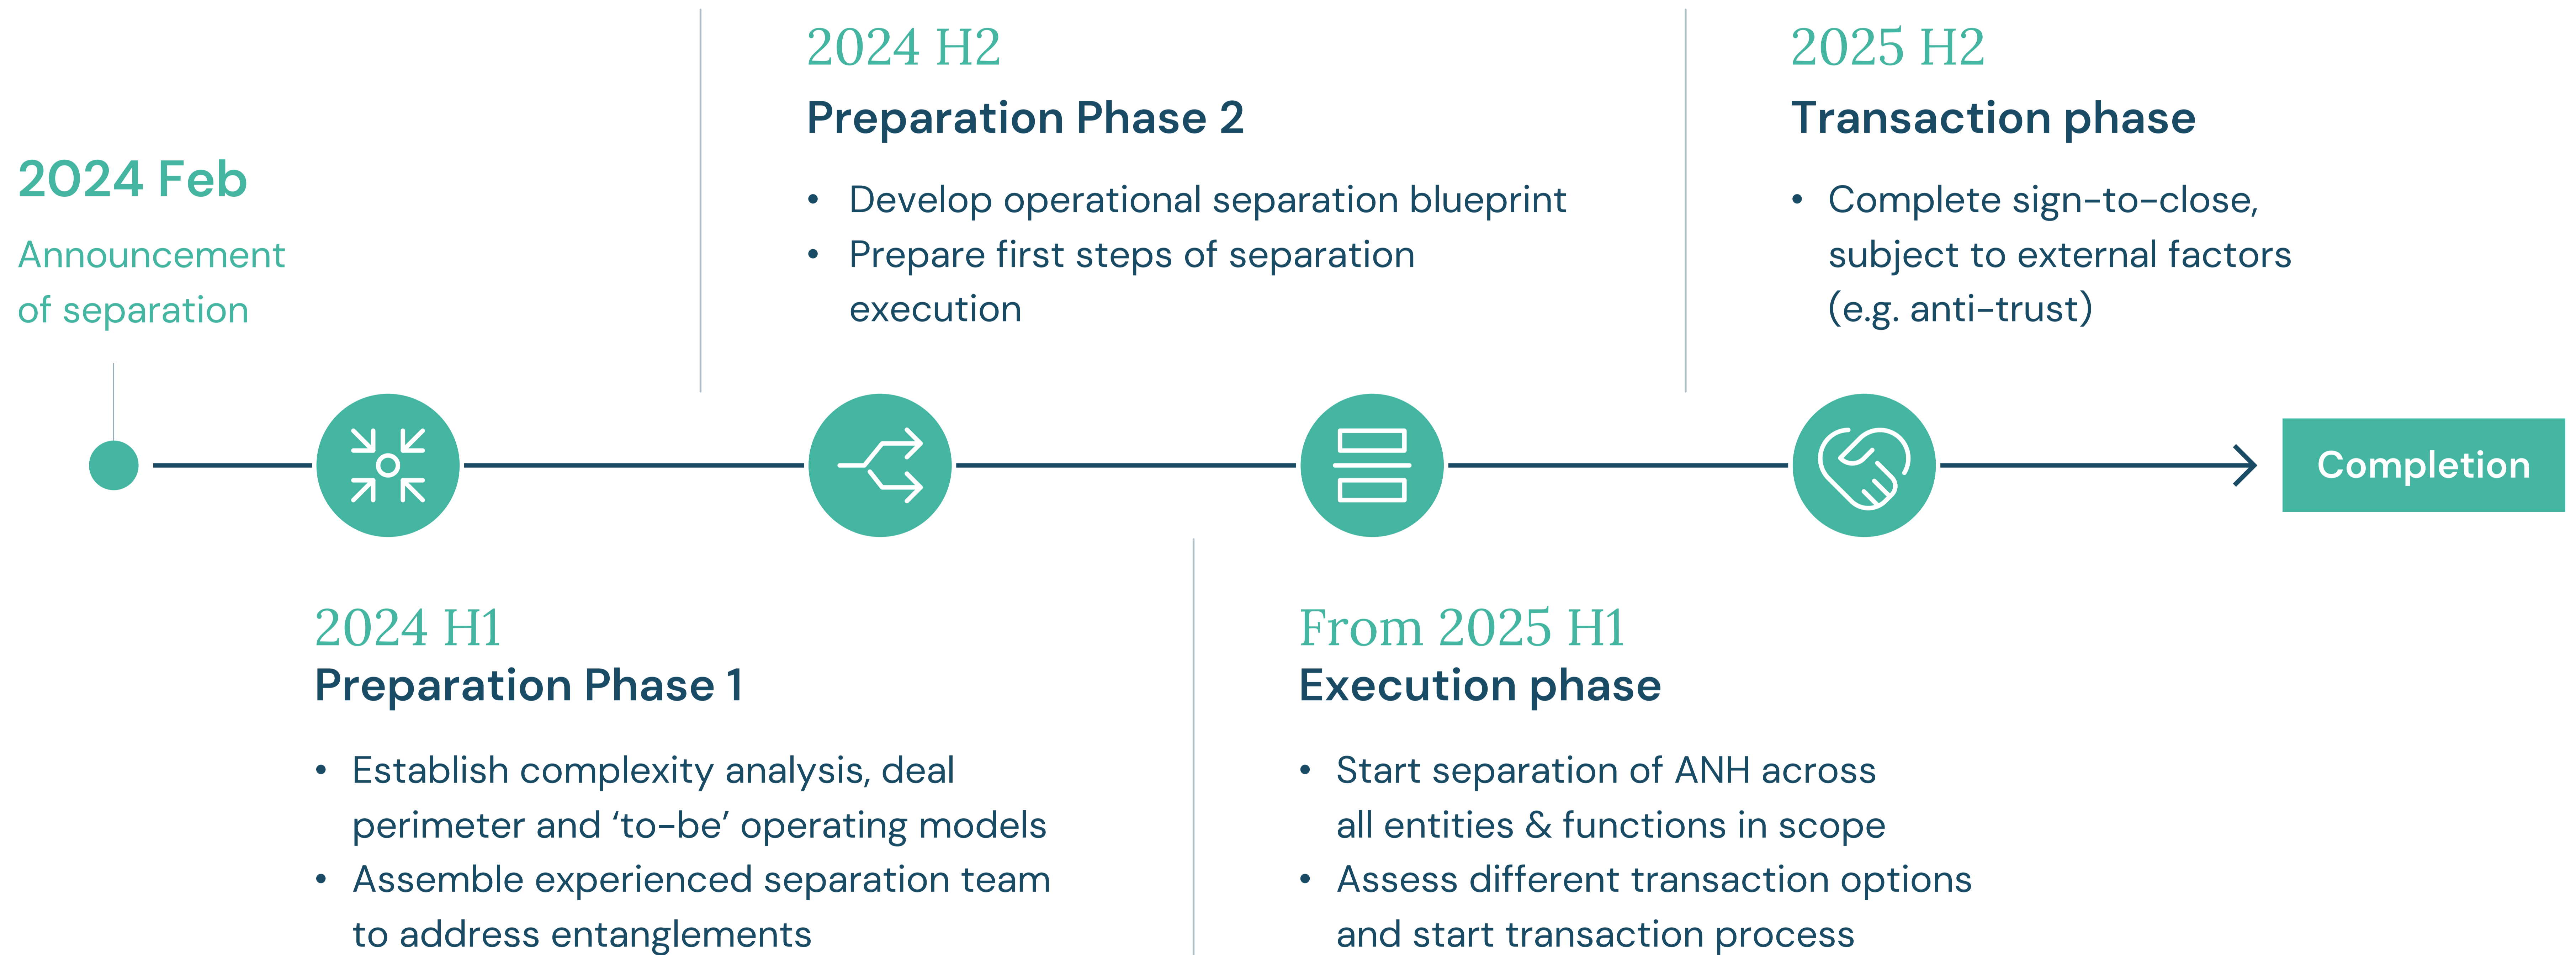 2024 Feb
Announcement
of separation
2024 H1
Preparation Phase 1
• Establish complexity analysis, deal
perimeter and ‘to-be’ operating models
• Assemble experienced separation team
to address entanglements
2024 H2
Preparation Phase 2
• Develop operational separation blueprint
• Prepare first steps of separation
execution
From 2025 H1
Execution phase
• Start separation of ANH across
all entities & functions in scope
• Assess different transaction options
and start transaction process
2025 H2
Transaction phase
• Complete sign-to-close,
subject to external factors
(e.g. anti-trust)
Completion